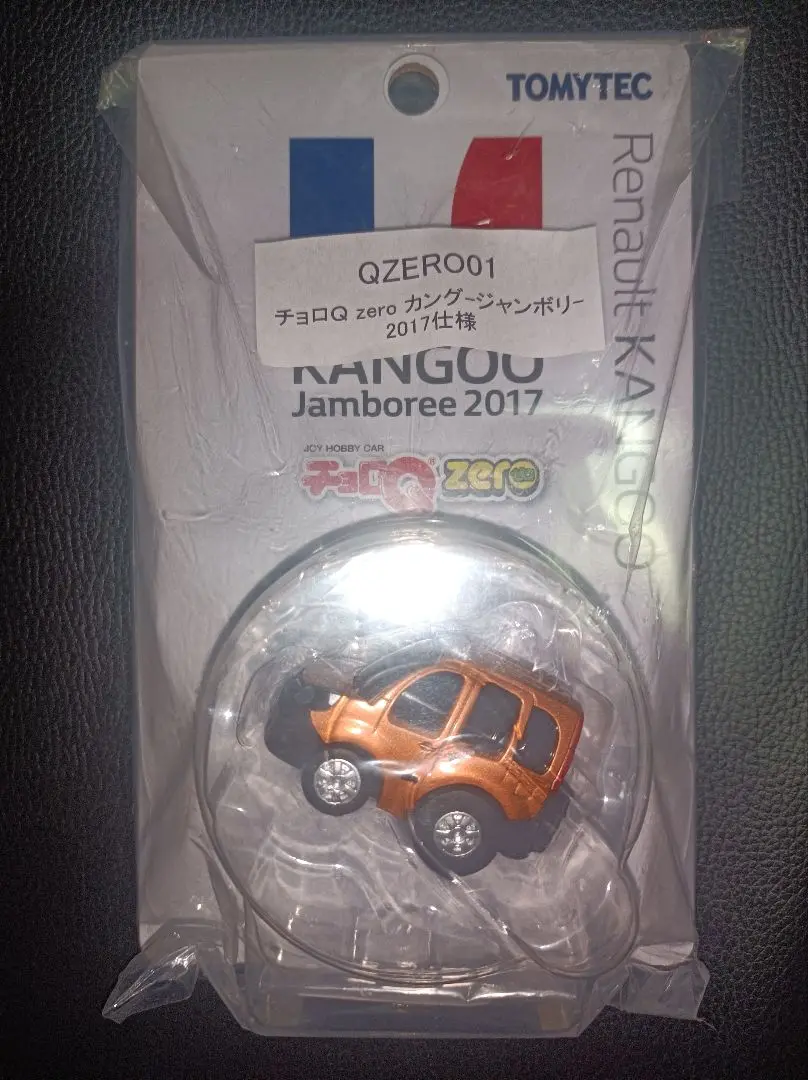 TOMYTEC
Renault KANGOO
QZERO01
チョロQ zero カングージャンボリー
2017仕様
KANGOO
Jamboree 2017
JOY HOBBY CAR
チョロQ® zero